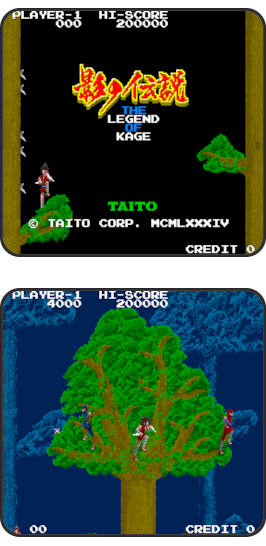 PLAYER-1 HI-SCORE
000 200000
影の伝説
THE
LEGEND
OF
KAGE
TAITO
© TAITO CORP. MCMLXXXIV
CREDIT 0
PLAYER-1 HI-SCORE
4000 200000
00 CREDIT 0